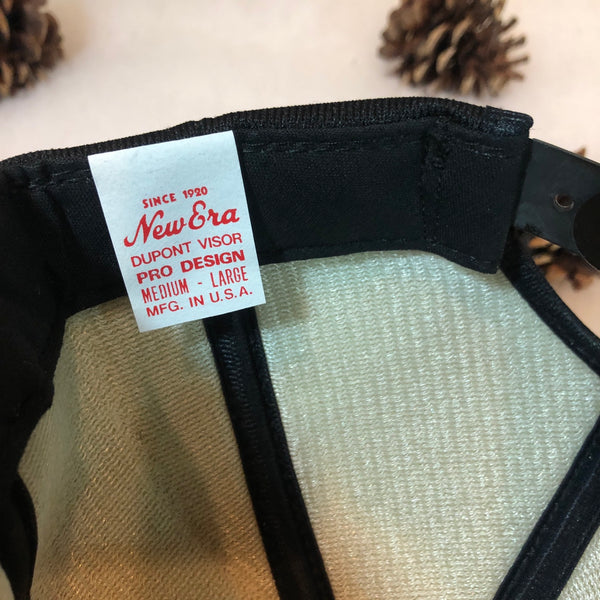 SINCE 1920
New Era
DUPONT VISOR
PRO DESIGN
MEDIUM - LARGE
MFG. IN U.S.A.